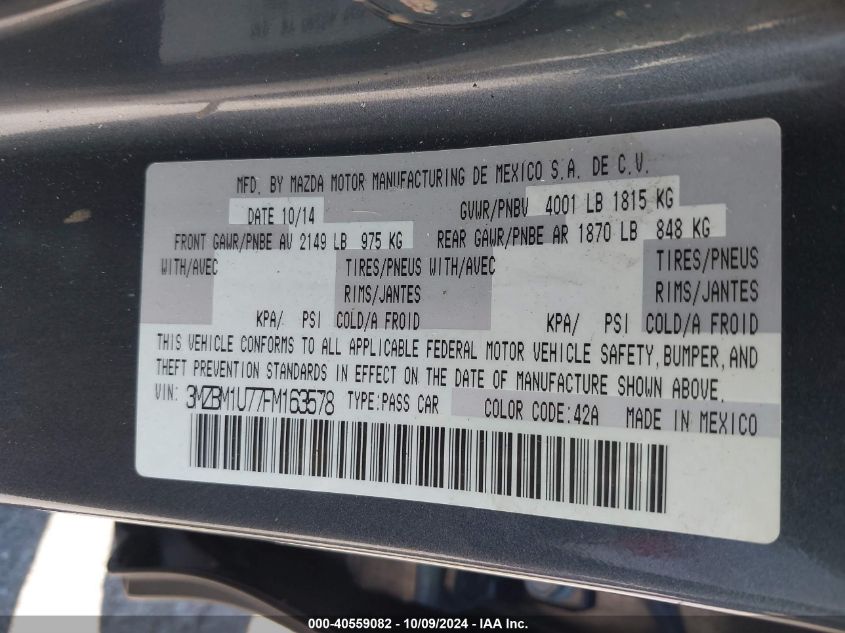 MFD. BY MAZDA MOTOR MANUFACTURING DE MEXICO S.A. DE C.V.
DATE 10/14 GVWR/PNBV 4001 LB 1815 KG
FRONT GAWR/PNBE AV 2149 LB 975 KG REAR GAWR/PNBE AR 1870 LB 848 KG
WITH/AVEC TIRES/PNEUS WITH/AVEC TIRES/PNEUS
RIMS/JANTES RIMS/JANTES
KPA/ PSI COLD/A FROID KPA/ PSI COLD/A FROID
THIS VEHICLE CONFORMS TO ALL APPLICABLE FEDERAL MOTOR VEHICLE SAFETY, BUMPER, AND
THEFT PREVENTION STANDARDS IN EFFECT ON THE DATE OF MANUFACTURE SHOWN ABOVE.
VIN: 3MZBM1U77FM163578 TYPE:PASS CAR COLOR CODE:42A MADE IN MEXICO
000-40559082 - 10/09/2024 - IAA, Inc.